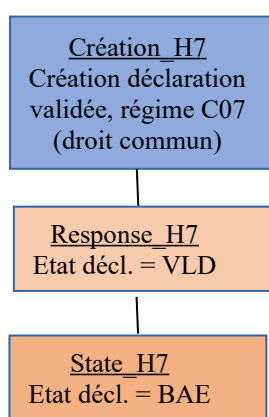 Création_H7
Création déclaration
validée, régime C07
(droit commun)
Response_H7
Etat décl. = VLD
State_H7
Etat décl. = BAE